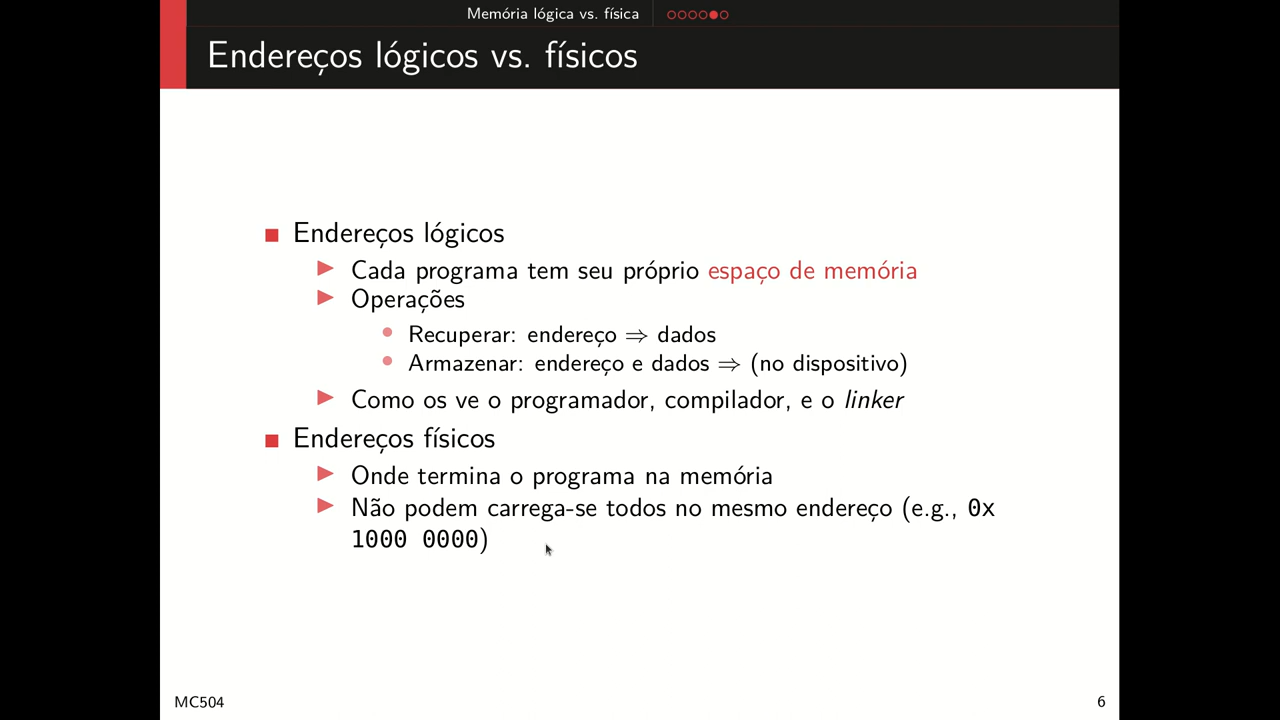 Memória lógica vs. física
Endereços lógicos vs. físicos
Endereços lógicos
Cada programa tem seu próprio espaço de memória
Operações
Recuperar: endereço ⇒ dados
Armazenar: endereço e dados ⇒ (no dispositivo)
Como os ve o programador, compilador, e o linker
Endereços físicos
Onde termina o programa na memória
Não podem carrega-se todos no mesmo endereço (e.g., 0x
1000 0000)
MC504
6